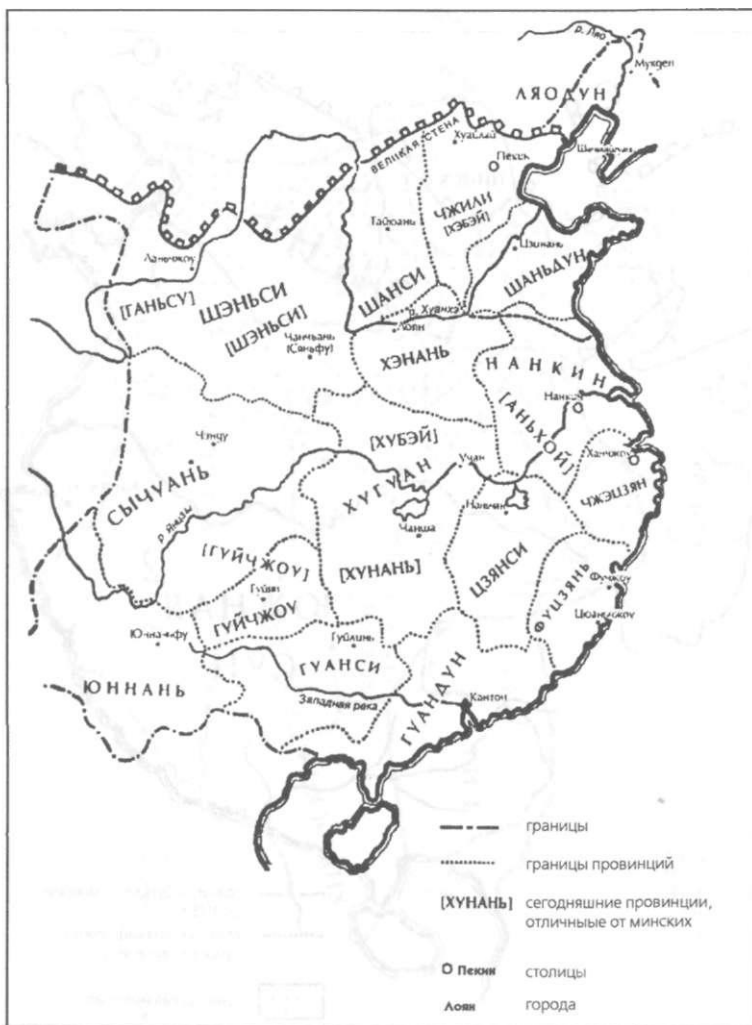 р. Ляо
Мукден
ЛЯОДУН
ВЕЛИКАЯ СТЕНА
Пекин
ЧЖИЛИ
[ХЭБЭЙ]
Тайюань
Цзинань
Ланьчжоу
ШАНЬДУН
ШАНСИ
[ГАНЬСУ]
ШЭНЬСИ
[ШЭНЬСИ]
р. Хуанхэ
Лоян
Чанъань
(Сяньфу)
ХЭНАНЬ
НАНКИН
Нанкин
[АНЬХОЙ]
Чэнду
[ХУБЭЙ]
Учан
Ханчжоу
СЫЧУАНЬ
ХУГУАН
Наньчан
ЧЖЭЦЗЯН
р. Янцзы
Чанша
[ГУЙЧЖОУ]
[ХУНАНЬ]
ЦЗЯНСИ
ФУЦЗЯНЬ
Фучжоу
Гуйян
ГУЙЧЖОУ
Гуйлинь
ГУАНСИ
ЮННАНЬ
Западная река
ГУАНДУН
Кантон
границы
границы провинций
[ХУНАНЬ] сегодняшние провинции,
отличныые от минских
Пекин столицы
Лоян города